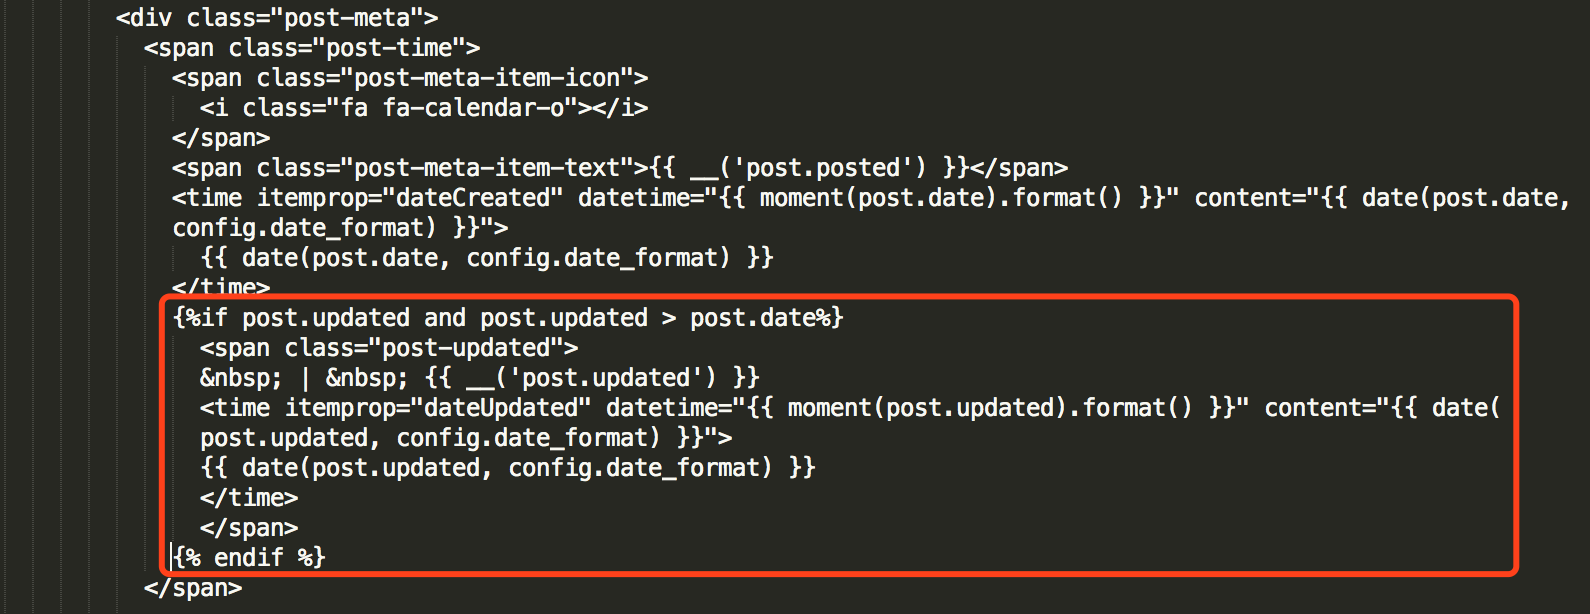 <div class="post-meta">
<span class="post-time">
<span class="post-meta-item-icon">
<i class="fa fa-calendar-o"></i>
</span>
<span class="post-meta-item-text">{{ __('post.posted') }}</span>
<time itemprop="dateCreated" datetime="{{ moment(post.date).format() }}" content="{{ date(post.date,
config.date_format) }}">
{{ date(post.date, config.date_format) }}
</time>
{%if post.updated and post.updated > post.date%}
<span class="post-updated">
&nbsp; | &nbsp; {{ __('post.updated') }}
<time itemprop="dateUpdated" datetime="{{ moment(post.updated).format() }}" content="{{ date(
post.updated, config.date_format) }}">
{{ date(post.updated, config.date_format) }}
</time>
</span>
{% endif %}
</span>